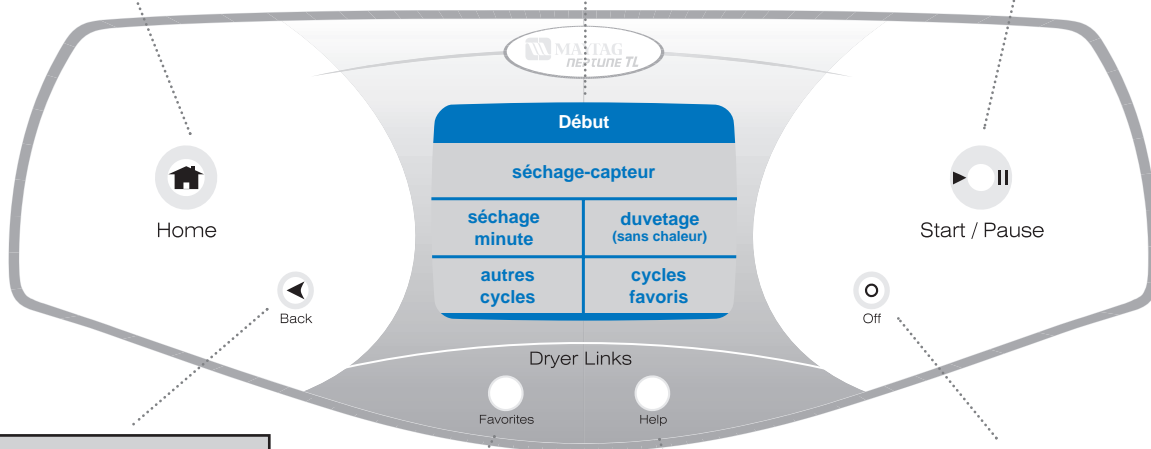 MAYTAG
NEPTUNE TL
Début
séchage-capteur
séchage
minute
duvetage
(sans chaleur)
autres
cycles
cycles
favoris
Home
Start / Pause
Back
Off
Dryer Links
Favorites
Help